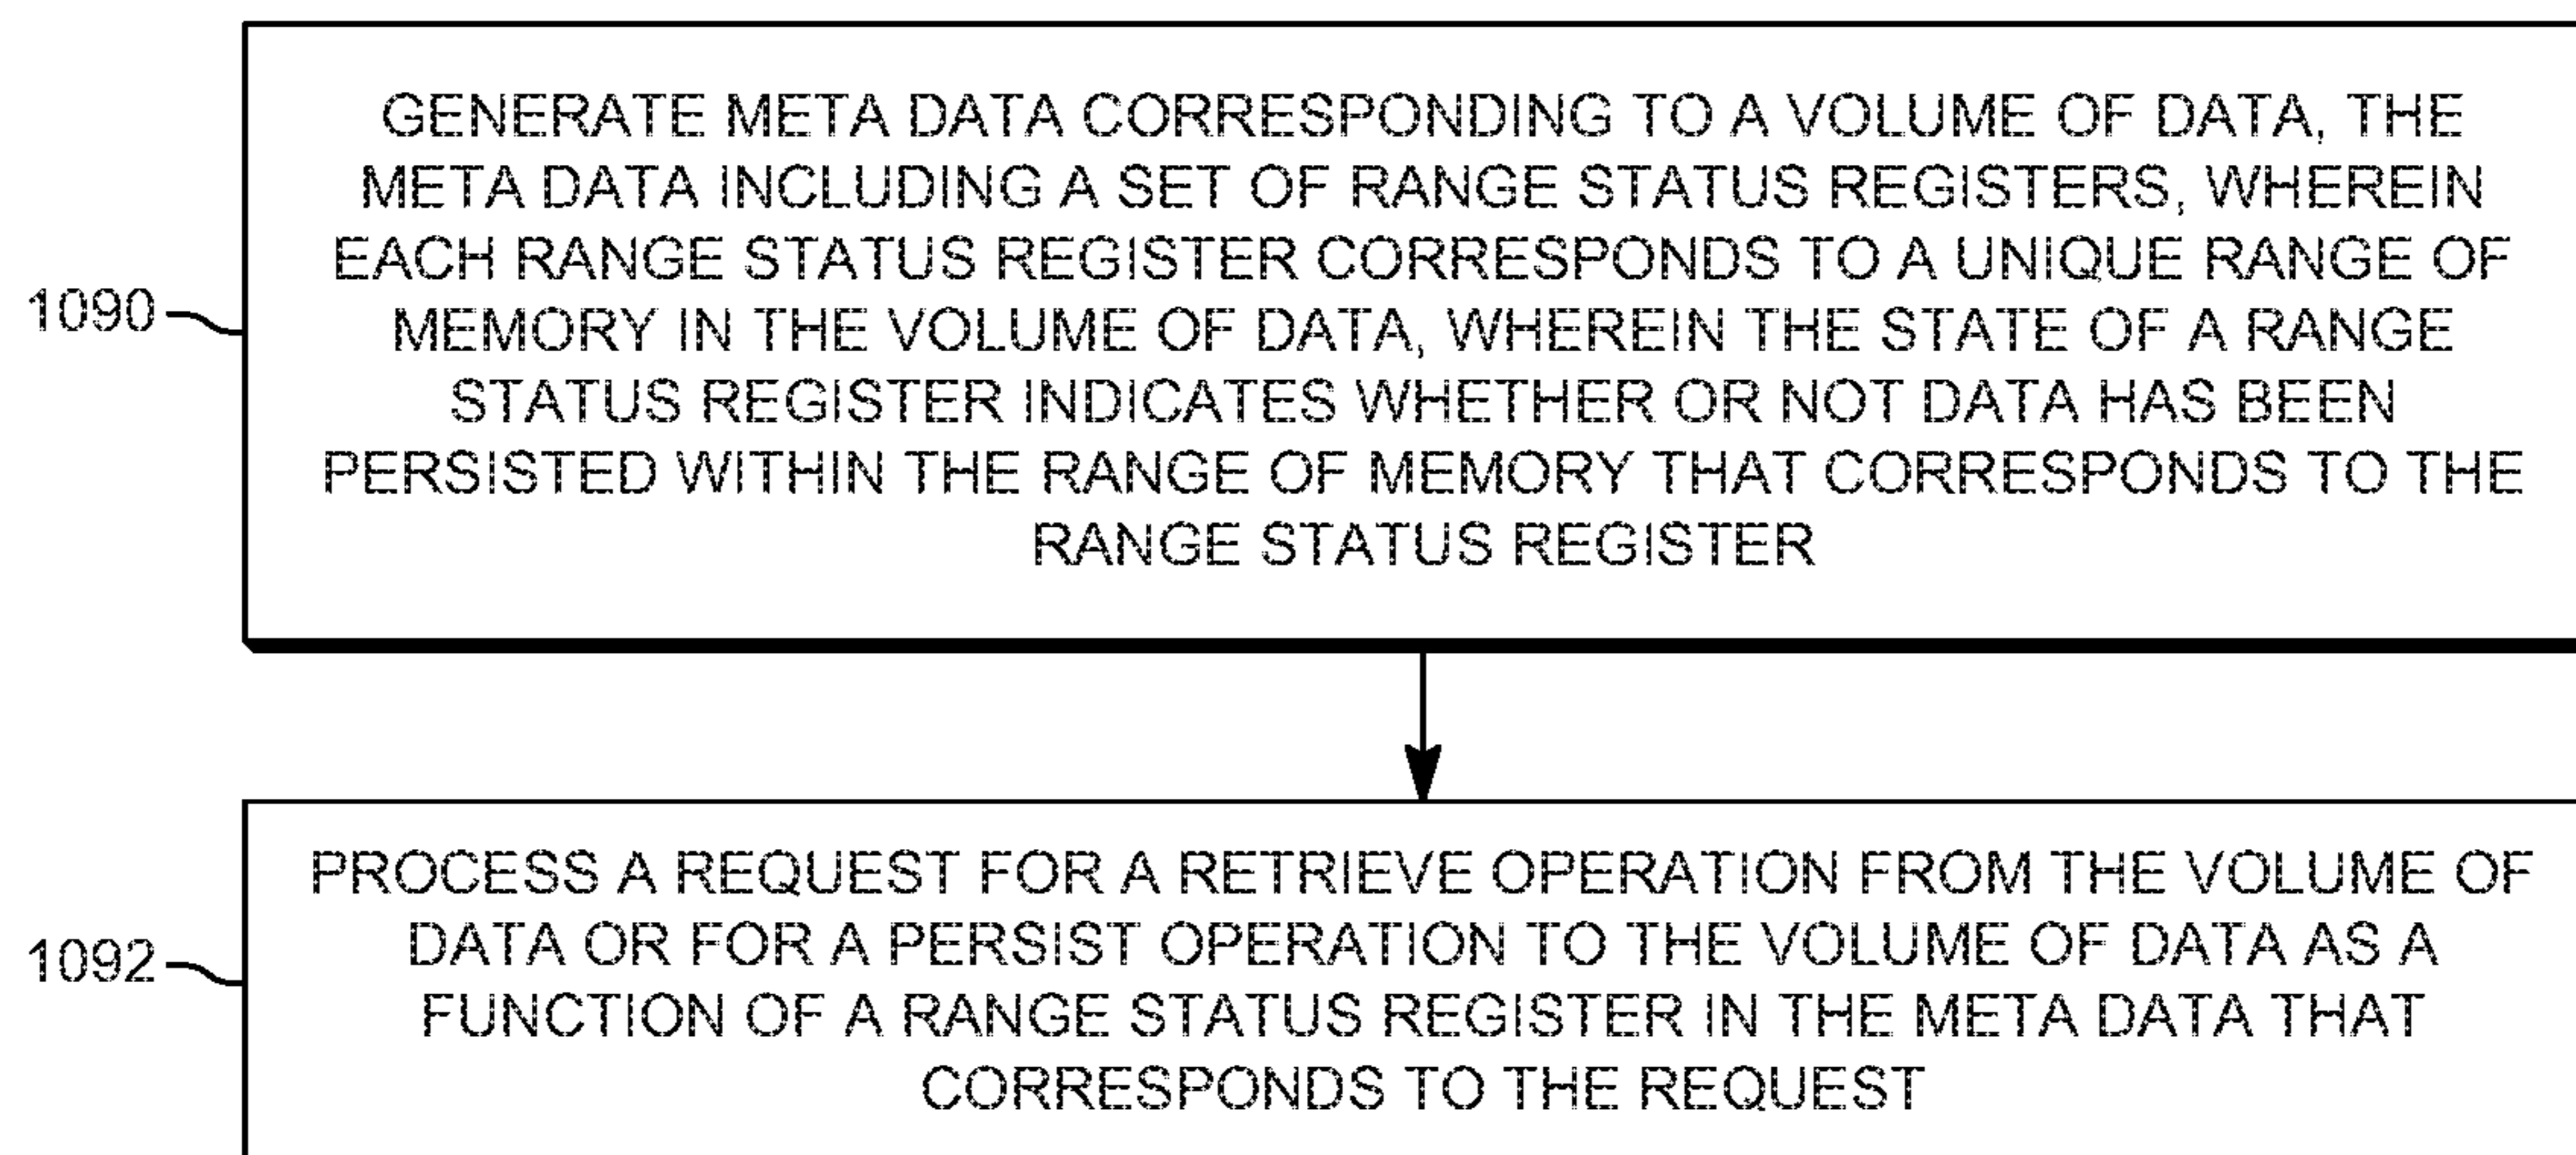 GENERATE META DATA CORRESPONDING TO A VOLUME OF DATA, THE
META DATA INCLUDING A SET OF RANGE STATUS REGISTERS, WHEREIN
EACH RANGE STATUS REGISTER CORRESPONDS TO A UNIQUE RANGE OF
1090
MEMORY IN THE VOLUME OF DATA, WHEREIN THE STATE OF A RANGE
STATUS REGISTER INDICATES WHETHER OR NOT DATA HAS BEEN
PERSISTED WITHIN THE RANGE OF MEMORY THAT CORRESPONDS TO THE
RANGE STATUS REGISTER
PROCESS A REQUEST FOR A RETRIEVE OPERATION FROM THE VOLUME OF
DATA OR FOR A PERSIST OPERATION TO THE VOLUME OF DATA AS A
1092
FUNCTION OF A RANGE STATUS REGISTER IN THE META DATA THAT
CORRESPONDS TO THE REQUEST